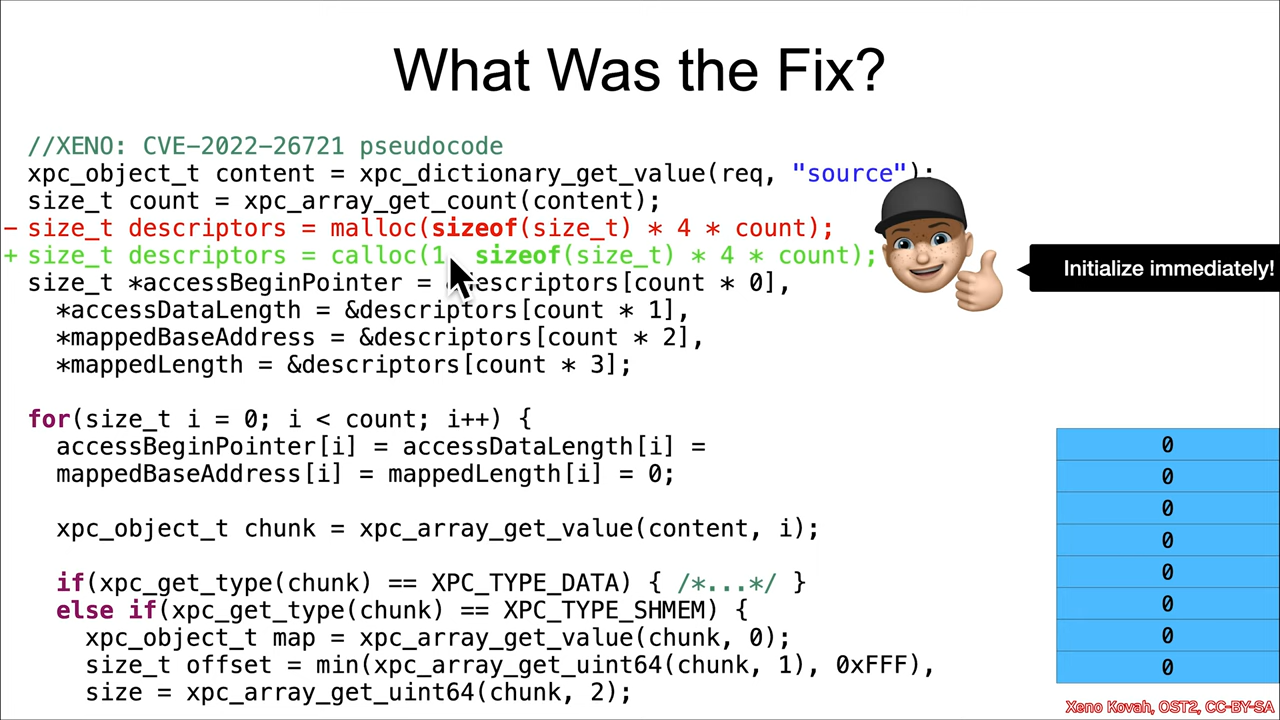 What Was the Fix?
//XENO: CVE-2022-26721 pseudocode
xpc_object_t content = xpc_dictionary_get_value(req, "source");
size_t count = xpc_array_get_count(content);
- size_t descriptors = malloc(sizeof(size_t) * 4 * count);
+ size_t descriptors = calloc(1, sizeof(size_t) * 4 * count);
Initialize immediately!
size_t *accessBeginPointer = &descriptors[count * 0],
*accessDataLength = &descriptors[count * 1],
*mappedBaseAddress = &descriptors[count * 2],
*mappedLength = &descriptors[count * 3];
for(size_t i = 0; i < count; i++) {
accessBeginPointer[i] = accessDataLength[i] =
mappedBaseAddress[i] = mappedLength[i] = 0;
xpc_object_t chunk = xpc_array_get_value(content, i);
if(xpc_get_type(chunk) == XPC_TYPE_DATA) { /*...*/ }
else if(xpc_get_type(chunk) == XPC_TYPE_SHMEM) {
xpc_object_t map = xpc_array_get_value(chunk, 0);
size_t offset = min(xpc_array_get_uint64(chunk, 1), 0xFFF),
size = xpc_array_get_uint64(chunk, 2);
0
0
0
0
0
0
0
0
Xeno Kovah, OST2, CC-BY-SA